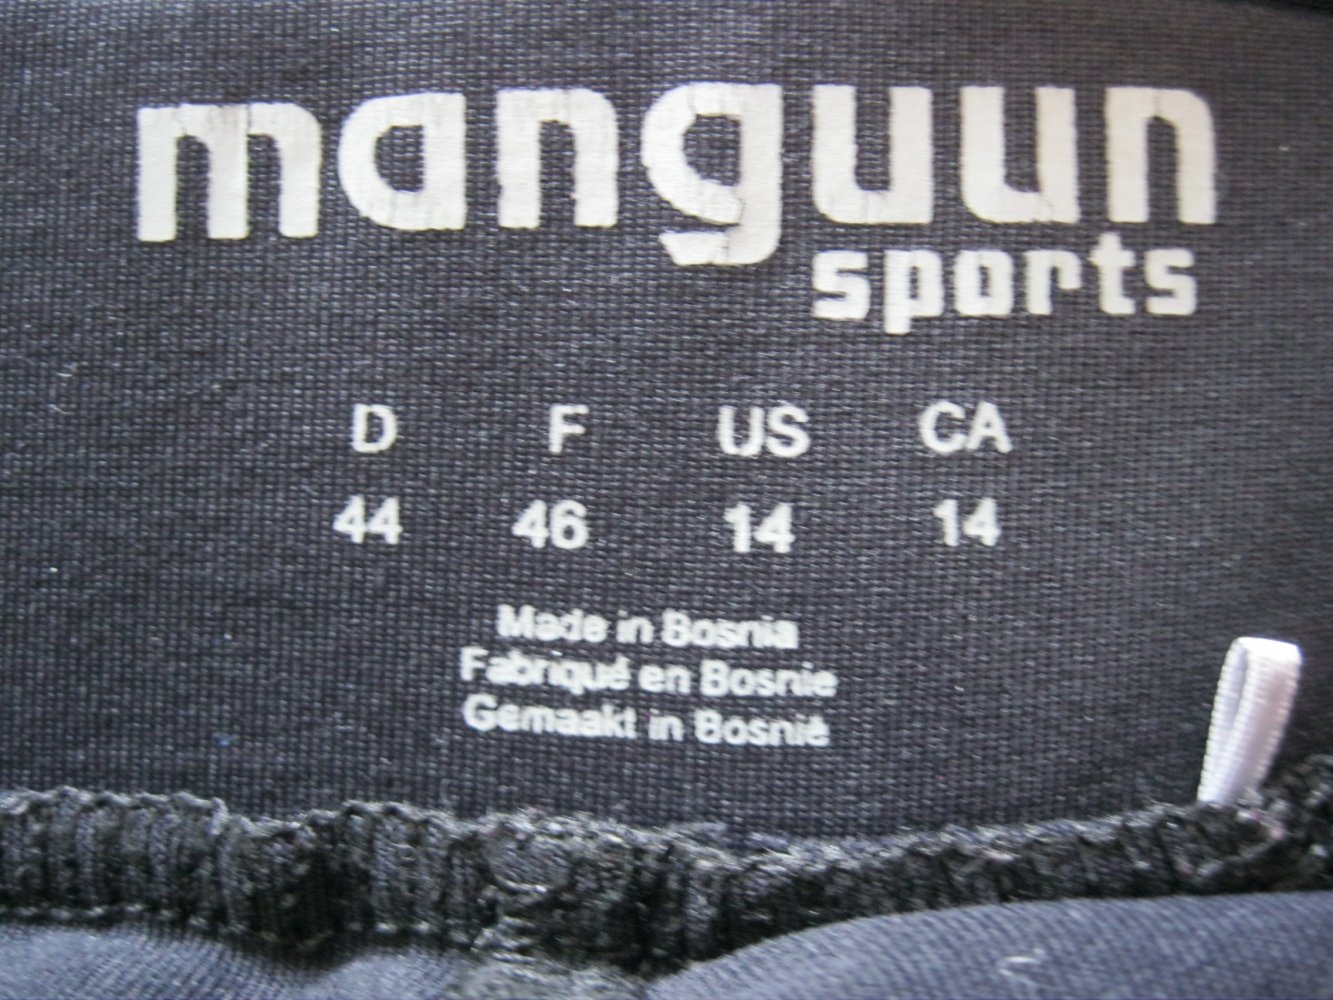 manguun
sports
D F US CA
44 46 14 14
Made in Bosnia
Fabriqué en Bosnie
Gemaakt in Bosnië